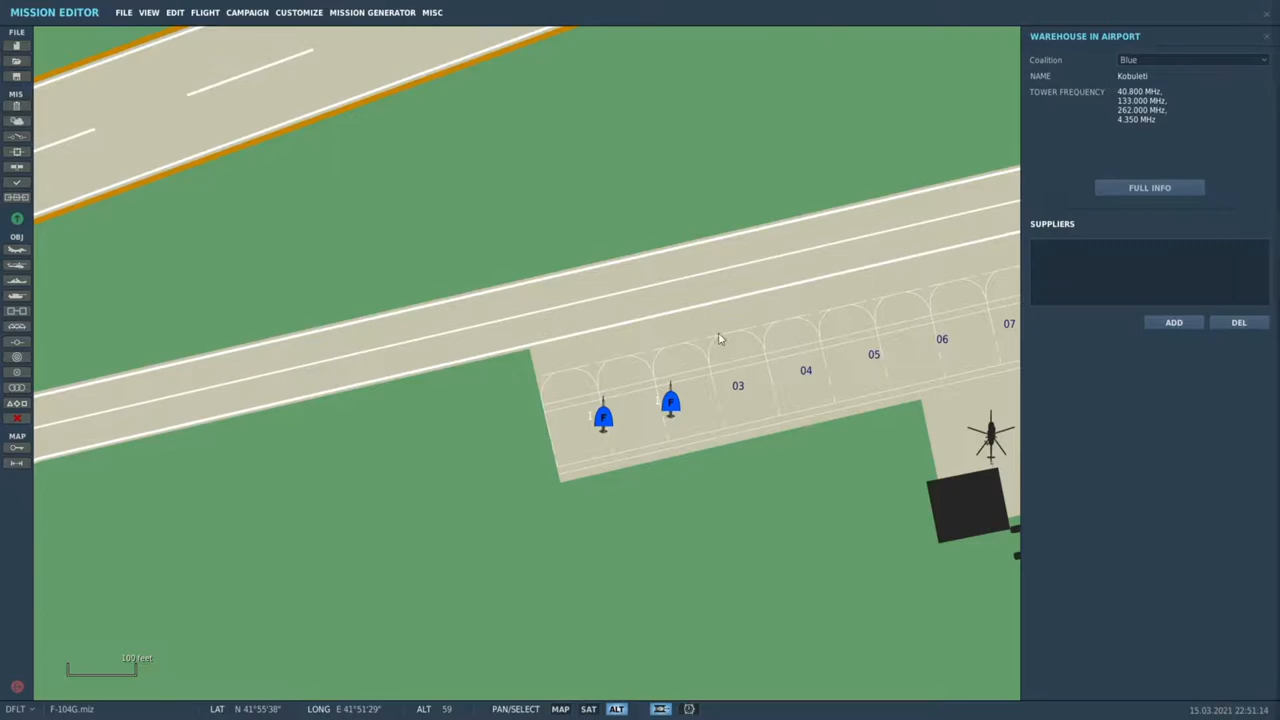 MISSION EDITOR FILE VIEW EDIT FLIGHT CAMPAIGN CUSTOMIZE MISSION GENERATOR MISC
FILE
MIS
OBJ
MAP
WAREHOUSE IN AIRPORT
Coalition Blue
NAME Kobuleti
TOWER FREQUENCY 40.800 MHz,
133.000 MHz,
262.000 MHz,
4.350 MHz
FULL INFO
SUPPLIERS
ADD DEL
07
06
05
04
03
F
F
100 feet
DFLT F-104G.miz LAT N 41°55'38" LONG E 41°51'29" ALT 59 PAN/SELECT MAP SAT ALT 15.03.2021 22:51:14